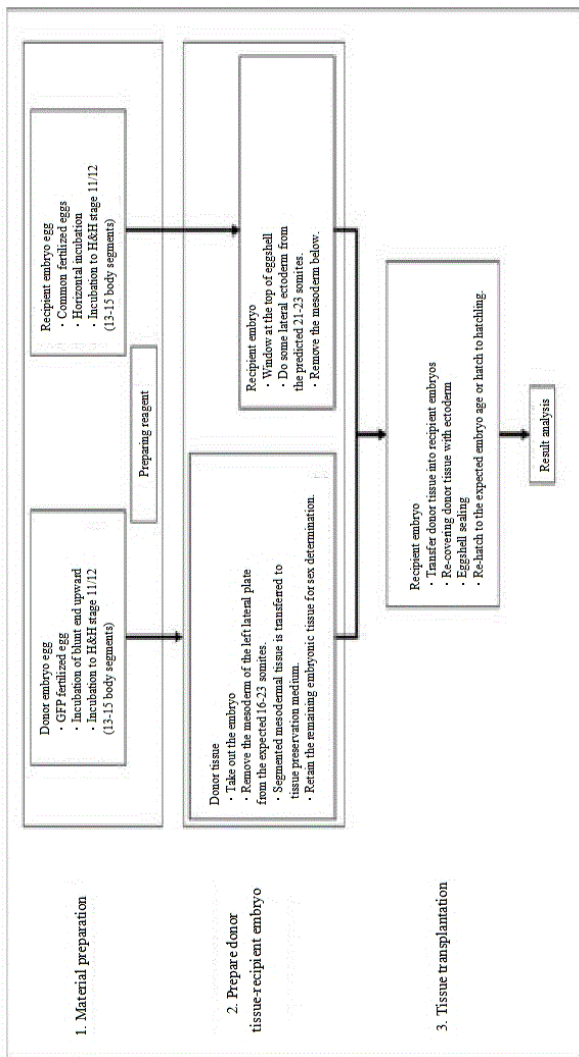 1. Material preparation
Donor embryo egg
· GFP fertilized egg
· Incubation of blunt end upward
· Incubation to H&H stage 11/12
(13-15 body segments)
Preparing reagent
Recipient embryo egg
· Common fertilized eggs
· Horizontal incubation
· Incubation to H&H stage 11/12
(13-15 body segments)
2. Prepare donor
tissue-recipient embryo
Donor tissue
· Take out the embryo
· Remove the mesoderm of the left lateral plate
from the expected 16-23 somites.
· Segmented mesodermal tissue is transferred to
tissue preservation medium.
· Retain the remaining embryonic tissue for sex determination.
Recipient embryo
· Window at the top of eggshell
· Do some lateral ectoderm from
the predicted 21-23 somites.
· Remove the mesoderm below.
3. Tissue transplantation
Recipient embryo
· Transfer donor tissue into recipient embryos
· Re-covering donor tissue with ectoderm
· Eggshell sealing
· Re-hatch to the expected embryo age or hatch to hatchling.
Result analysis